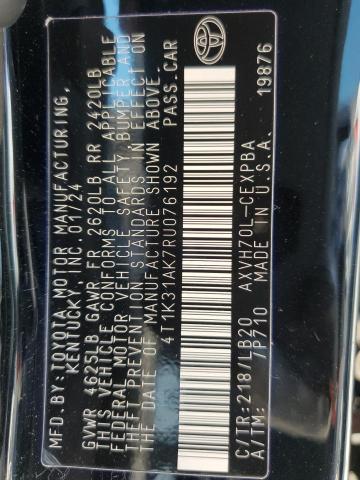 MFD.BY:TOYOTA MOTOR MANUFACTURING,
KENTUCKY, INC. 01/24
GVWR 4625LB GAWR FR 2620LB RR 2420LB
THIS VEHICLE CONFORMS TO ALL APPLICABLE
FEDERAL MOTOR VEHICLE SAFETY, BUMPER, AND
THEFT PREVENTION STANDARDS IN EFFECT ON
THE DATE OF MANUFACTURE SHOWN ABOVE.
4T1K31AK7RU076192 PASS.CAR
C/TR:218/LB20 AXVH70L-CEXPBA
A/TM: /P710 MADE IN U.S.A. 19876